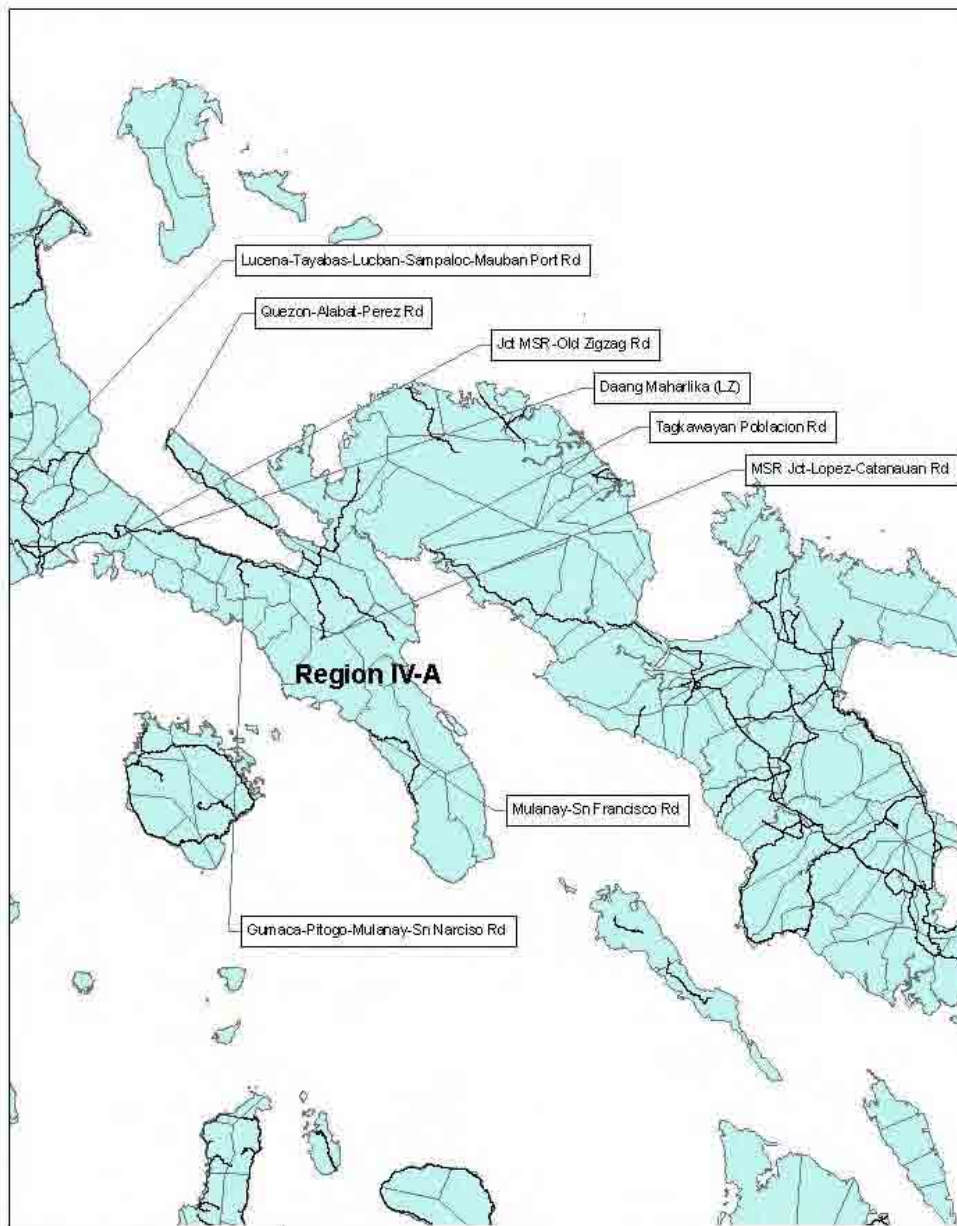 Lucena-Tayabas-Lucban-Sampaloc-Mauban Port Rd
Quezon-Alabat-Perez Rd
Jct MSR-Old Zigzag Rd
Daang Maharlika (LZ)
Tagkawayan Poblacion Rd
MSR Jct-Lopez-Catanauan Rd
Region IV-A
Mulanay-Sn Francisco Rd
Gumaca-Pitogo-Mulanay-Sn Narciso Rd